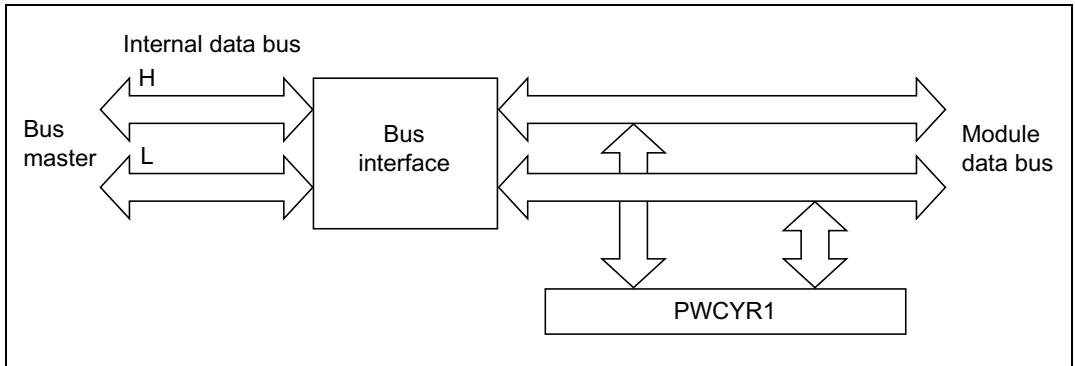 Internal data bus
H
Bus
master
L
Bus
interface
Module
data bus
PWCYR1